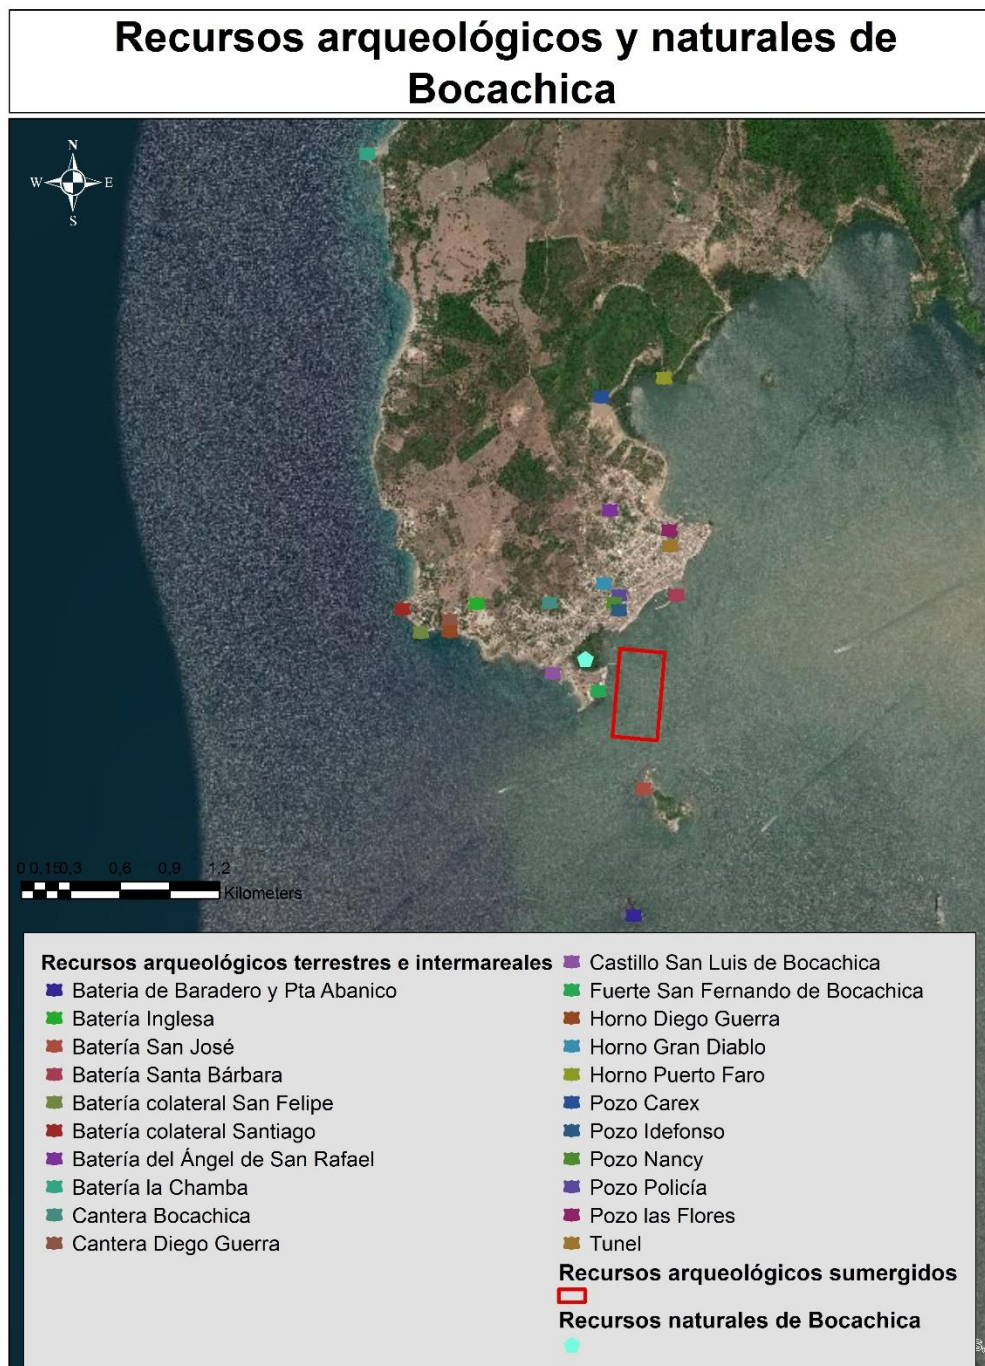 Recursos arqueológicos y naturales de
Bocachica
N
W E
S
0 0,15 0,3 0,6 0,9 1,2
Kilometers
Recursos arqueológicos terrestres e intermareales
Bateria de Baradero y Pta Abanico
Batería Inglesa
Batería San José
Batería Santa Bárbara
Batería colateral San Felipe
Batería colateral Santiago
Batería del Ángel de San Rafael
Batería la Chamba
Cantera Bocachica
Cantera Diego Guerra
Castillo San Luis de Bocachica
Fuerte San Fernando de Bocachica
Horno Diego Guerra
Horno Gran Diablo
Horno Puerto Faro
Pozo Carex
Pozo Idefonso
Pozo Nancy
Pozo Policía
Pozo las Flores
Tunel
Recursos arqueológicos sumergidos
Recursos naturales de Bocachica